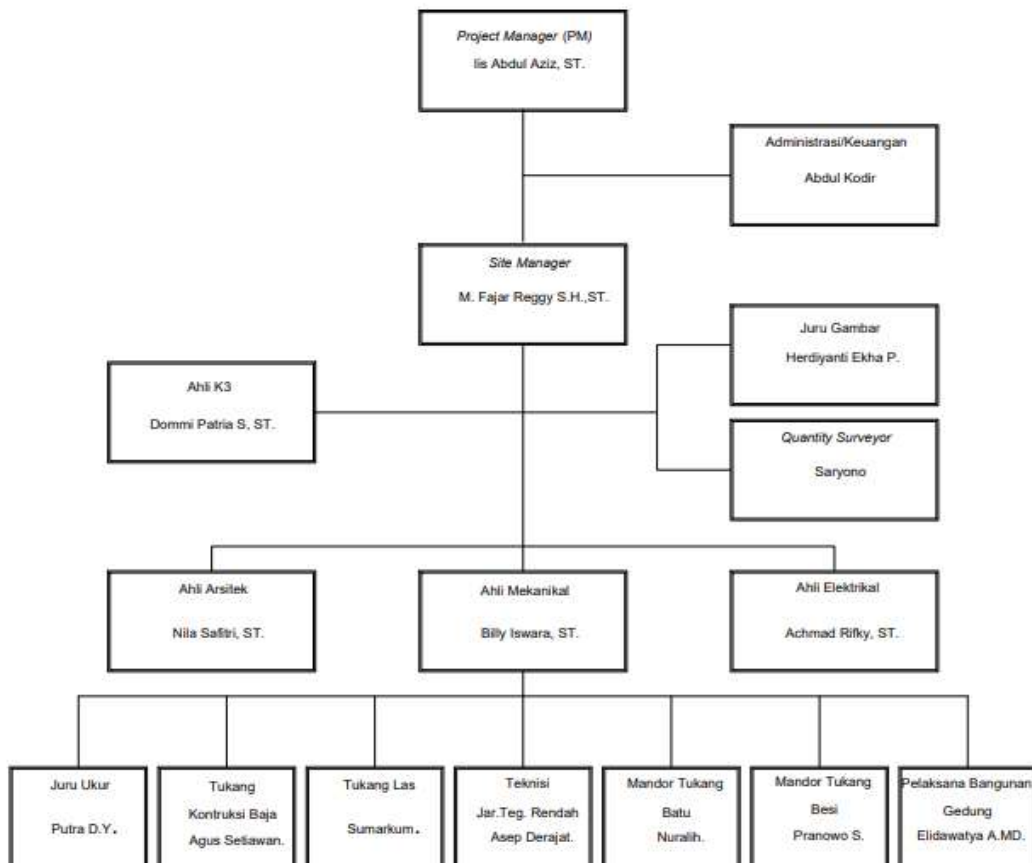 Project Manager (PM)
Iis Abdul Aziz, ST.
Administrasi/Keuangan
Abdul Kodir
Site Manager
M. Fajar Reggy S.H.,ST.
Juru Gambar
Herdiyanti Ekha P.
Ahli K3
Dommi Patria S, ST.
Quantity Surveyor
Saryono
Ahli Arsitek
Nila Safitri, ST.
Ahli Mekanikal
Billy Iswara, ST.
Ahli Elektrikal
Achmad Rifky, ST.
Juru Ukur
Putra D.Y.
Tukang
Kontruksi Baja
Agus Setiawan.
Tukang Las
Sumarkum.
Teknisi
Jar.Teg. Rendah
Asep Derajat.
Mandor Tukang
Batu
Nuralih.
Mandor Tukang
Besi
Pranowo S.
Pelaksana Bangunan
Gedung
Elidawatya A.MD.